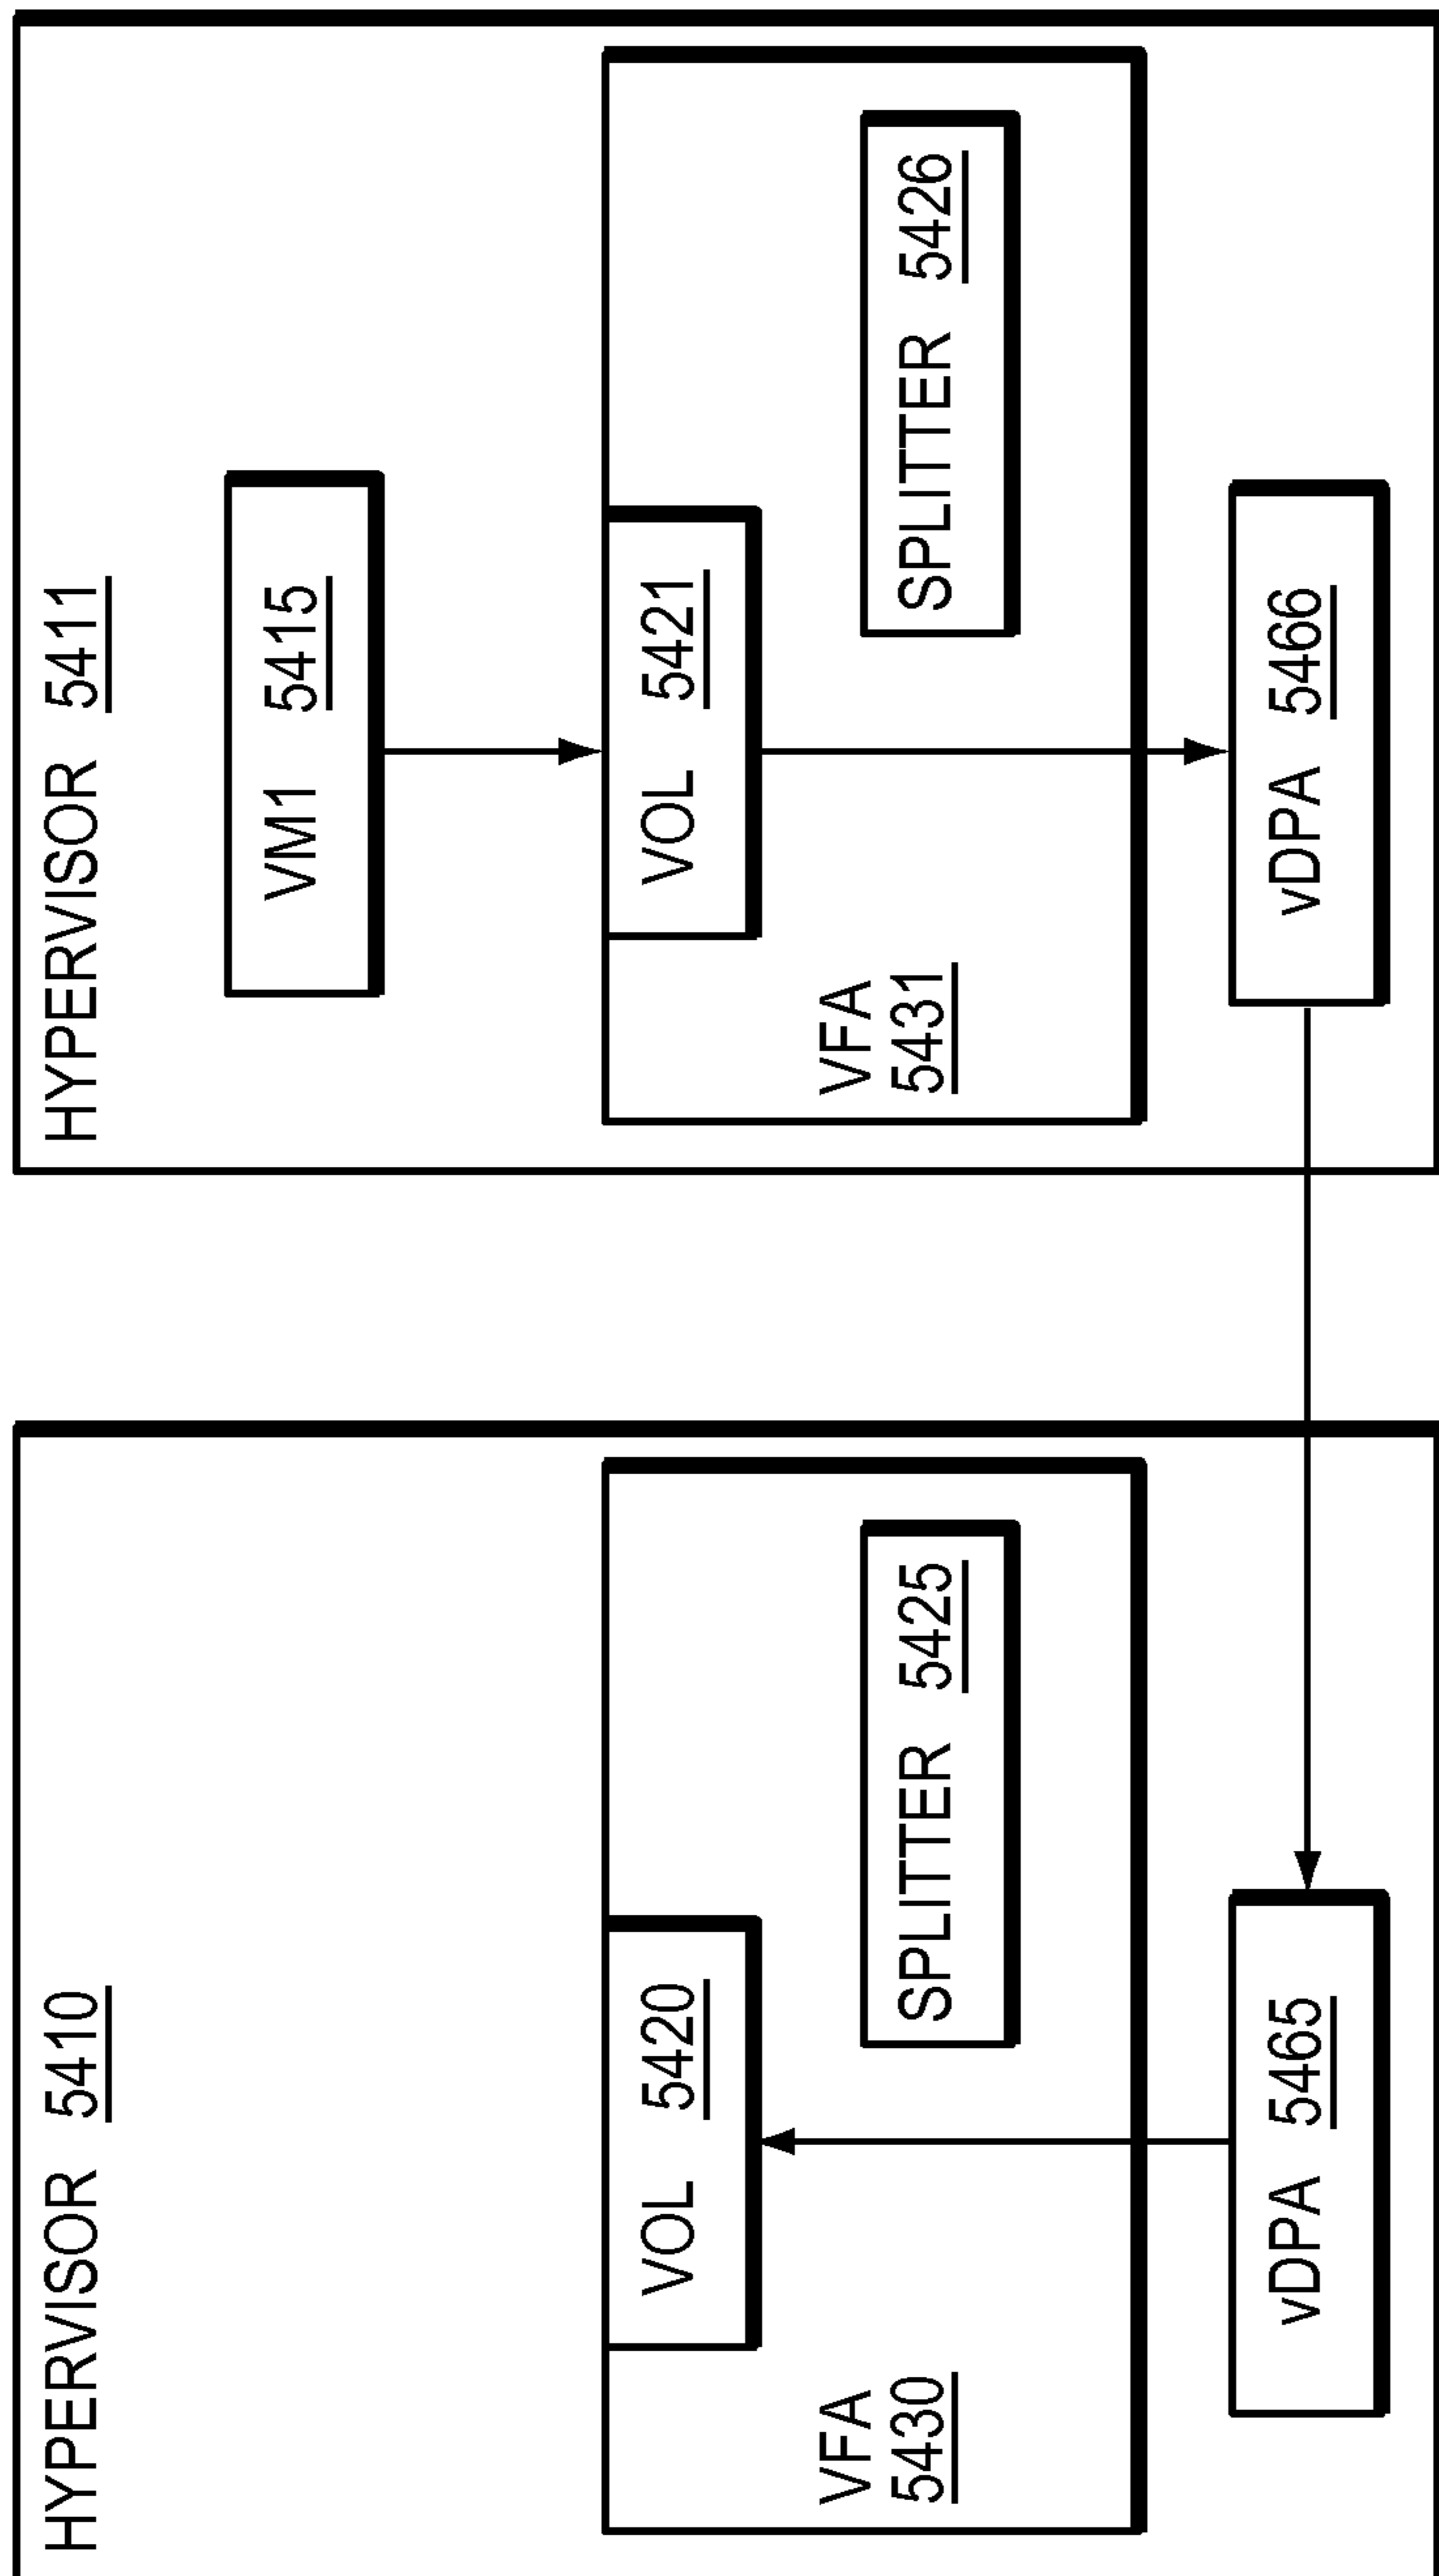 HYPERVISOR 5410
VOL 5420
VFA
5430
SPLITTER 5425
vDPA 5465
HYPERVISOR 5411
VM1 5415
VOL 5421
VFA
5431
SPLITTER 5426
vDPA 5466